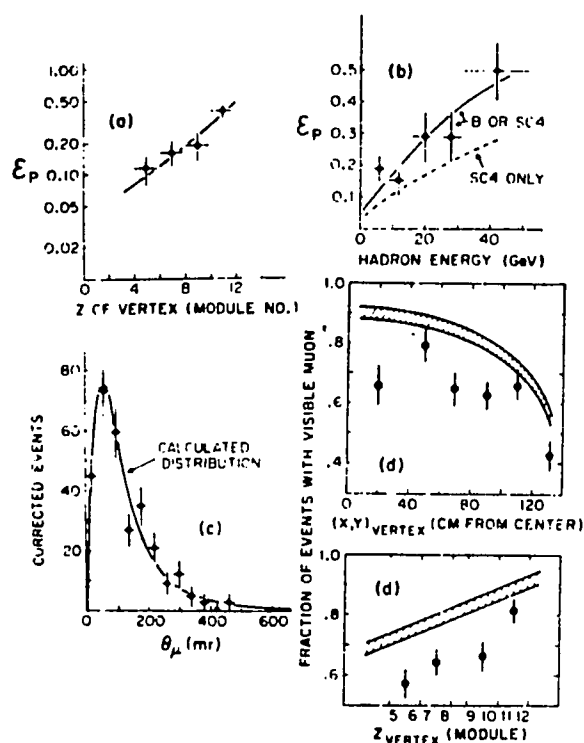 1.00
0.50
(a)
0.20
εp
0.10
0.05
0.02
0 4 8 12
Z CF VERTEX (MODULE NO.)
0.5
(b)
0.4
εp
0.3
B OR SC4
0.2
SC4 ONLY
0.1
0 20 40
HADRON ENERGY (GeV)
80
60
40
20
CORRECTED EVENTS
CALCULATED
DISTRIBUTION
(c)
0 200 400 600
θμ(mr)
FRACTION OF EVENTS WITH VISIBLE MUON
1.0
.8
.6
.4
(d)
0 40 80 120
(X,Y)VERTEX (CM FROM CENTER)
1.0
(d)
.8
.6
5 6 7 8 9 10 11 12
ZVERTEX (MODULE)